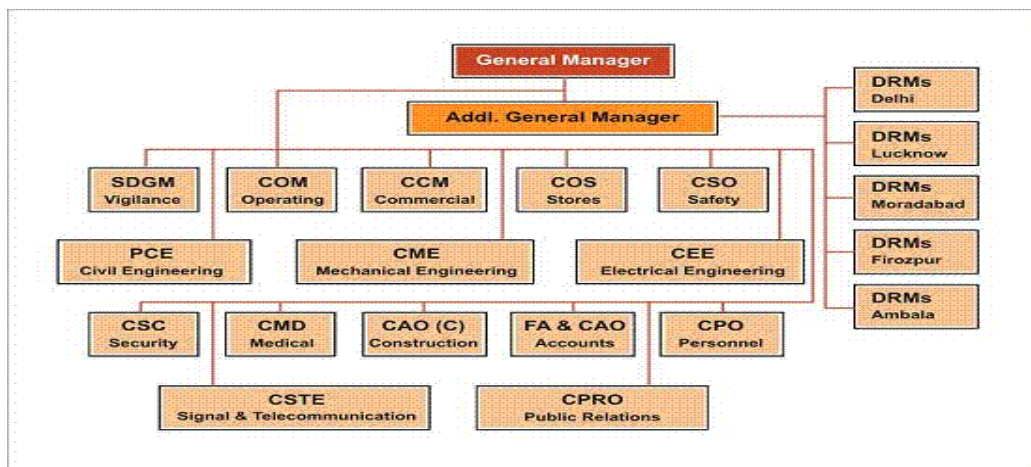 General Manager
Addl. General Manager
DRMs
Delhi
DRMs
Lucknow
DRMs
Moradabad
DRMs
Firozpur
DRMs
Ambala
SDGM
Vigilance
COM
Operating
CCM
Commercial
COS
Stores
CSO
Safety
PCE
Civil Engineering
CME
Mechanical Engineering
CEE
Electrical Engineering
CSC
Security
CMD
Medical
CAO (C)
Construction
FA & CAO
Accounts
CPO
Personnel
CSTE
Signal & Telecommunication
CPRO
Public Relations